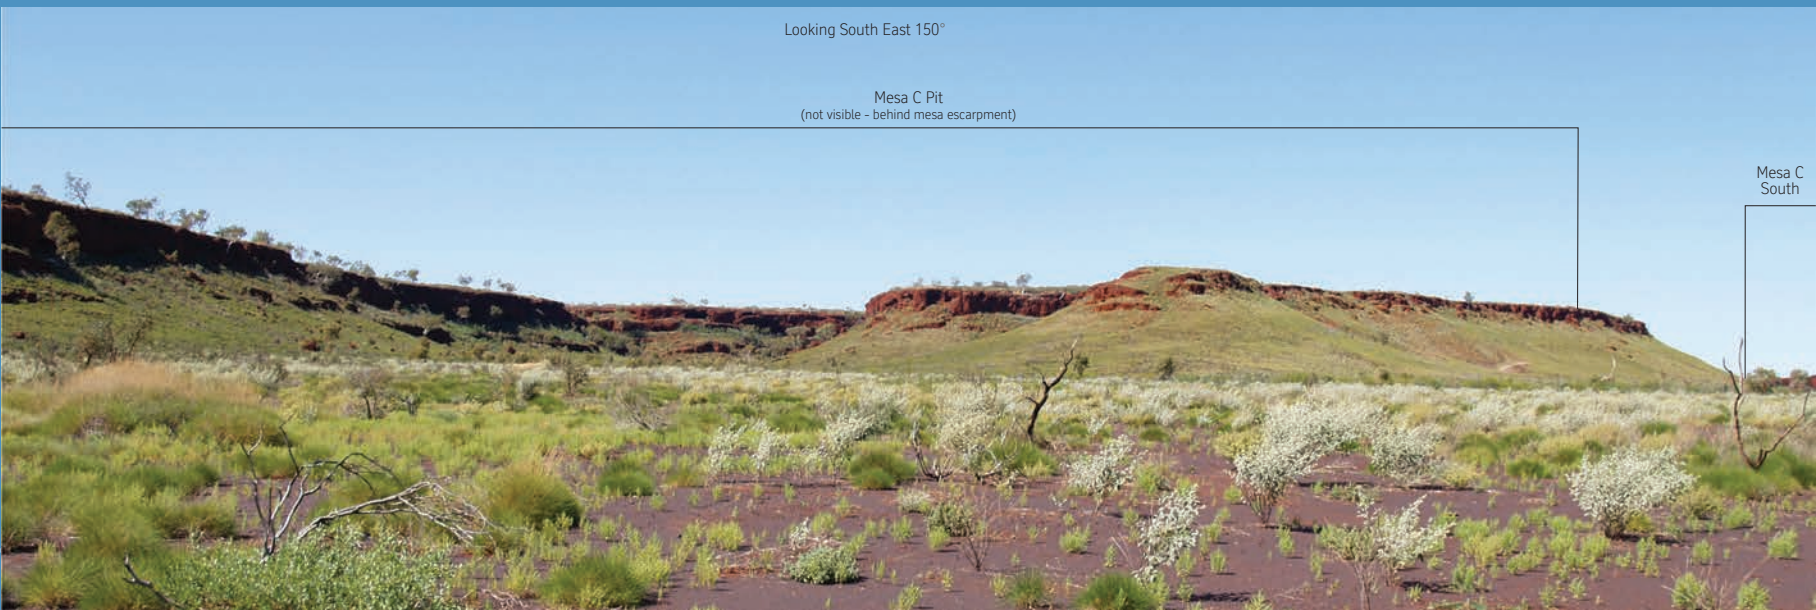 Looking South East 150°
Mesa C Pit
(not visible - behind mesa escarpment)
Mesa C
South